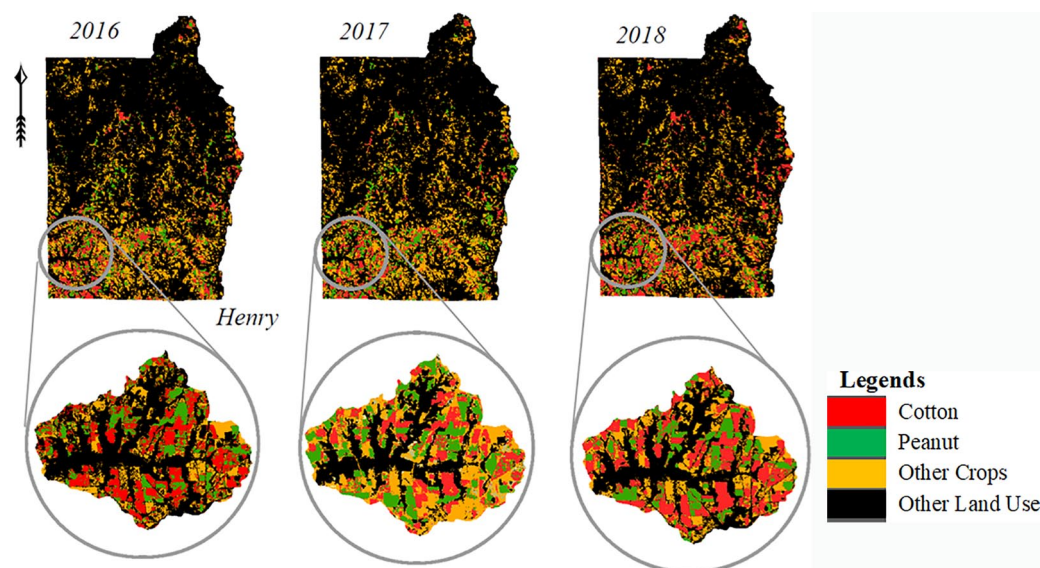 2016
2017
2018
Henry
Legends
Cotton
Peanut
Other Crops
Other Land Use